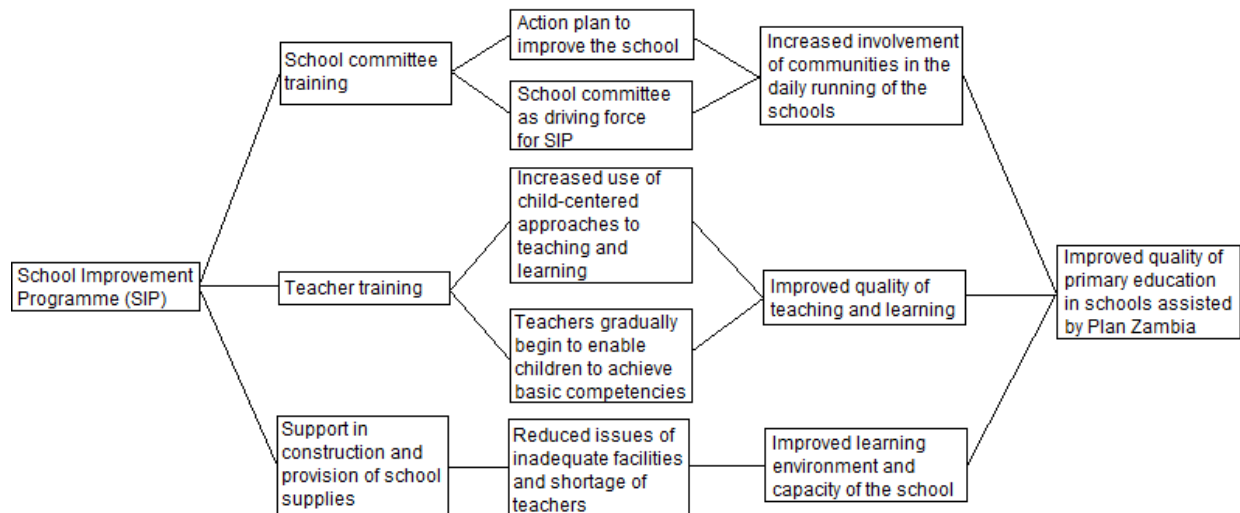 School Improvement
Programme (SIP)
School committee
training
Teacher training
Support in
construction and
provision of school
supplies
Action plan to
improve the school
School committee
as driving force
for SIP
Increased use of
child-centered
approaches to
teaching and
learning
Teachers gradually
begin to enable
children to achieve
basic competencies
Reduced issues of
inadequate facilities
and shortage of
teachers
Increased involvement
of communities in the
daily running of the
schools
Improved quality of
teaching and learning
Improved learning
environment and
capacity of the school
Improved quality of
primary education
in schools assisted
by Plan Zambia